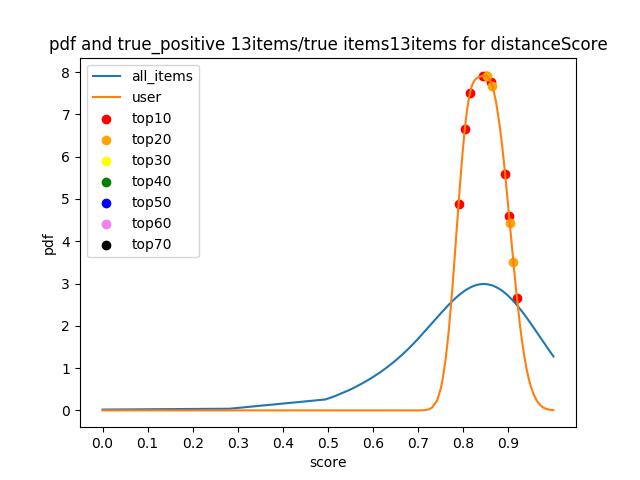 pdf and true_positive 13items/true items13items for distanceScore
8
7
6
5
4
3
2
1
0
pdf
all_items
user
top10
top20
top30
top40
top50
top60
top70
0.0 0.1 0.2 0.3 0.4 0.5 0.6 0.7 0.8 0.9
score